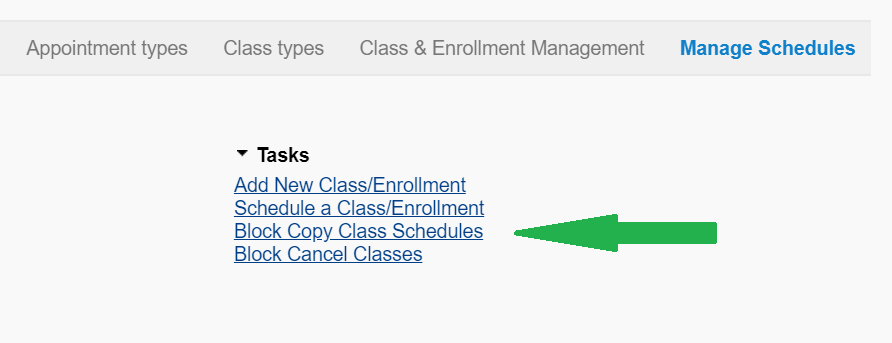 Appointment types Class types Class & Enrollment Management Manage Schedules
Tasks
Add New Class/Enrollment
Schedule a Class/Enrollment
Block Copy Class Schedules
Block Cancel Classes